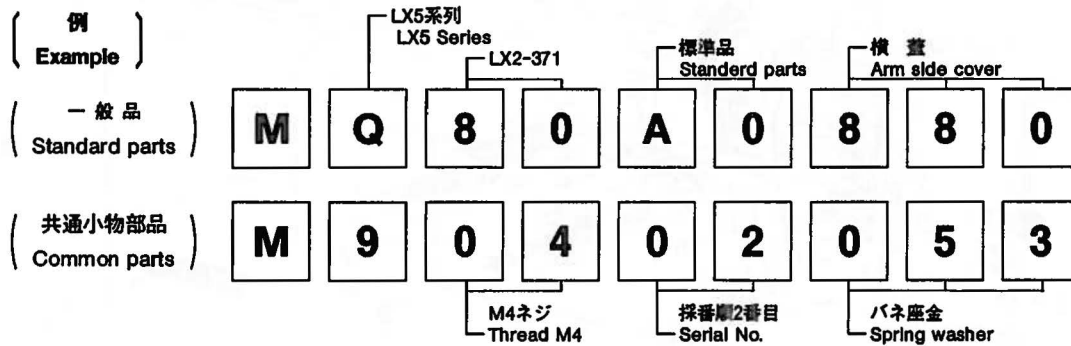 例
Example
LX5系列
LX5 Series
LX2-371
標準品
Standerd parts
横 蓋
Arm side cover
一 般 品
Standard parts
M Q 8 0 A 0 8 8 0
共通小物部品
Common parts
M 9 0 4 0 2 0 5 3
M4ネジ
Thread M4
採番順2番目
Serial No.
バネ座金
Spring washer